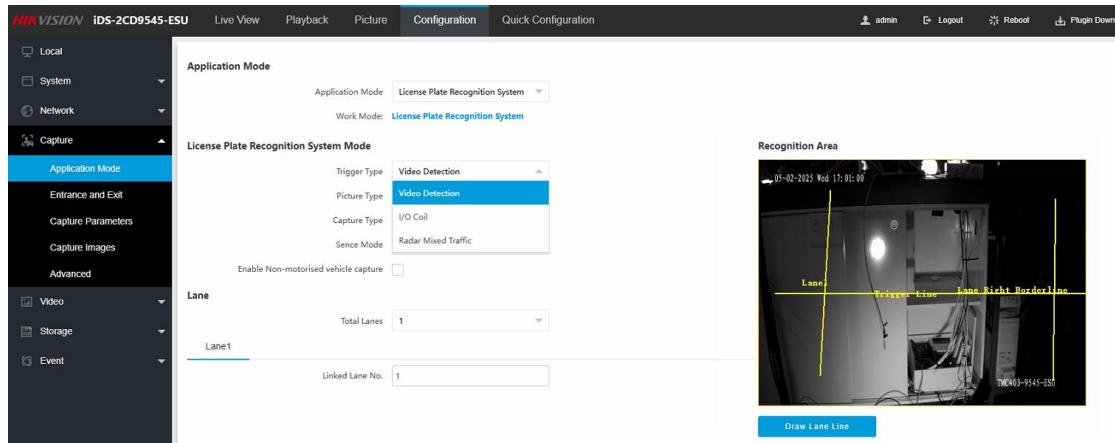 HIKVISION iDS-2CD9545-ESU Live View Playback Picture Configuration Quick Configuration admin Logout Reboot Plugin Down
Local
System
Network
Capture
Application Mode
Entrance and Exit
Capture Parameters
Capture Images
Advanced
Video
Storage
Event
Application Mode
Application Mode License Plate Recognition System
Work Mode: License Plate Recognition System
License Plate Recognition System Mode
Trigger Type Video Detection
Video Detection
Picture Type
I/O Coil
Capture Type
Radar Mixed Traffic
Sence Mode
Enable Non-motorised vehicle capture
Lane
Total Lanes 1
Lane1
Linked Lane No. 1
Recognition Area
05-02-2025 Wed 17:01:00
Lane1
Trigger Line
Lane Right Borderline
TMC403-9545-ESU
Draw Lane Line